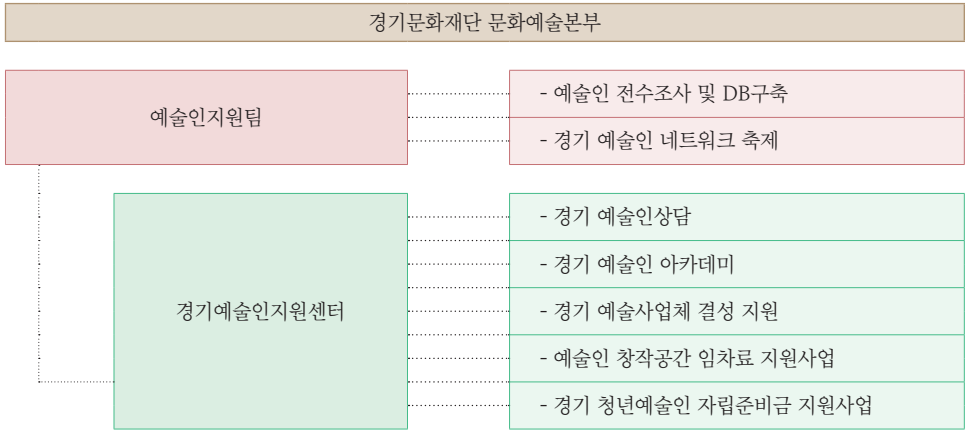 경기문화재단 문화예술본부
예술인지원팀
- 예술인 전수조사 및 DB구축
- 경기 예술인 네트워크 축제
경기예술인지원센터
- 경기 예술인상담
- 경기 예술인 아카데미
- 경기 예술사업체 결성 지원
- 예술인 창작공간 임차료 지원사업
- 경기 청년예술인 자립준비금 지원사업